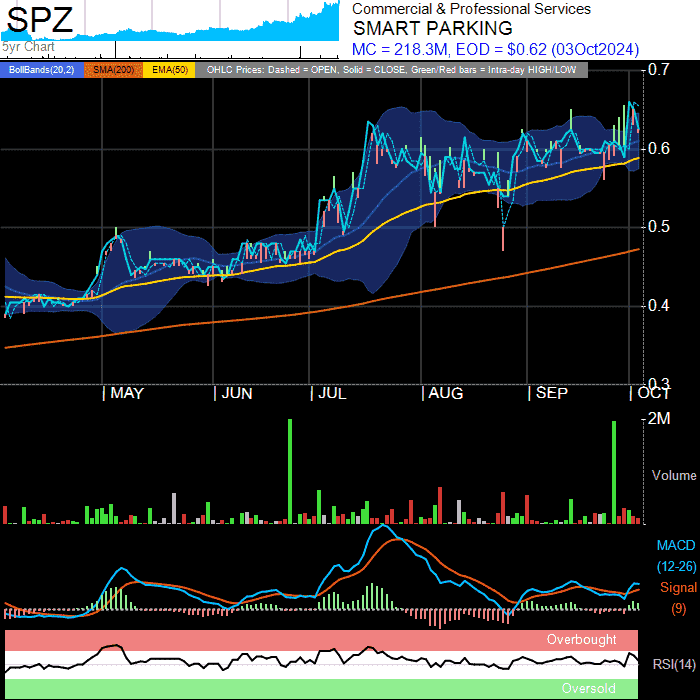 SPZ
5yr Chart
Commercial & Professional Services
SMART PARKING
MC = 218.3M, EOD = $0.62 (03Oct2024)
BollBands(20,2) SMA(200) EMA(50) OHLC Prices: Dashed = OPEN, Solid = CLOSE, Green/Red bars = Intra-day HIGH/LOW
0.7
0.6
0.5
0.4
0.3
MAY JUN JUL AUG SEP OCT
2M
Volume
MACD
(12-26)
Signal
(9)
Overbought
RSI(14)
Oversold